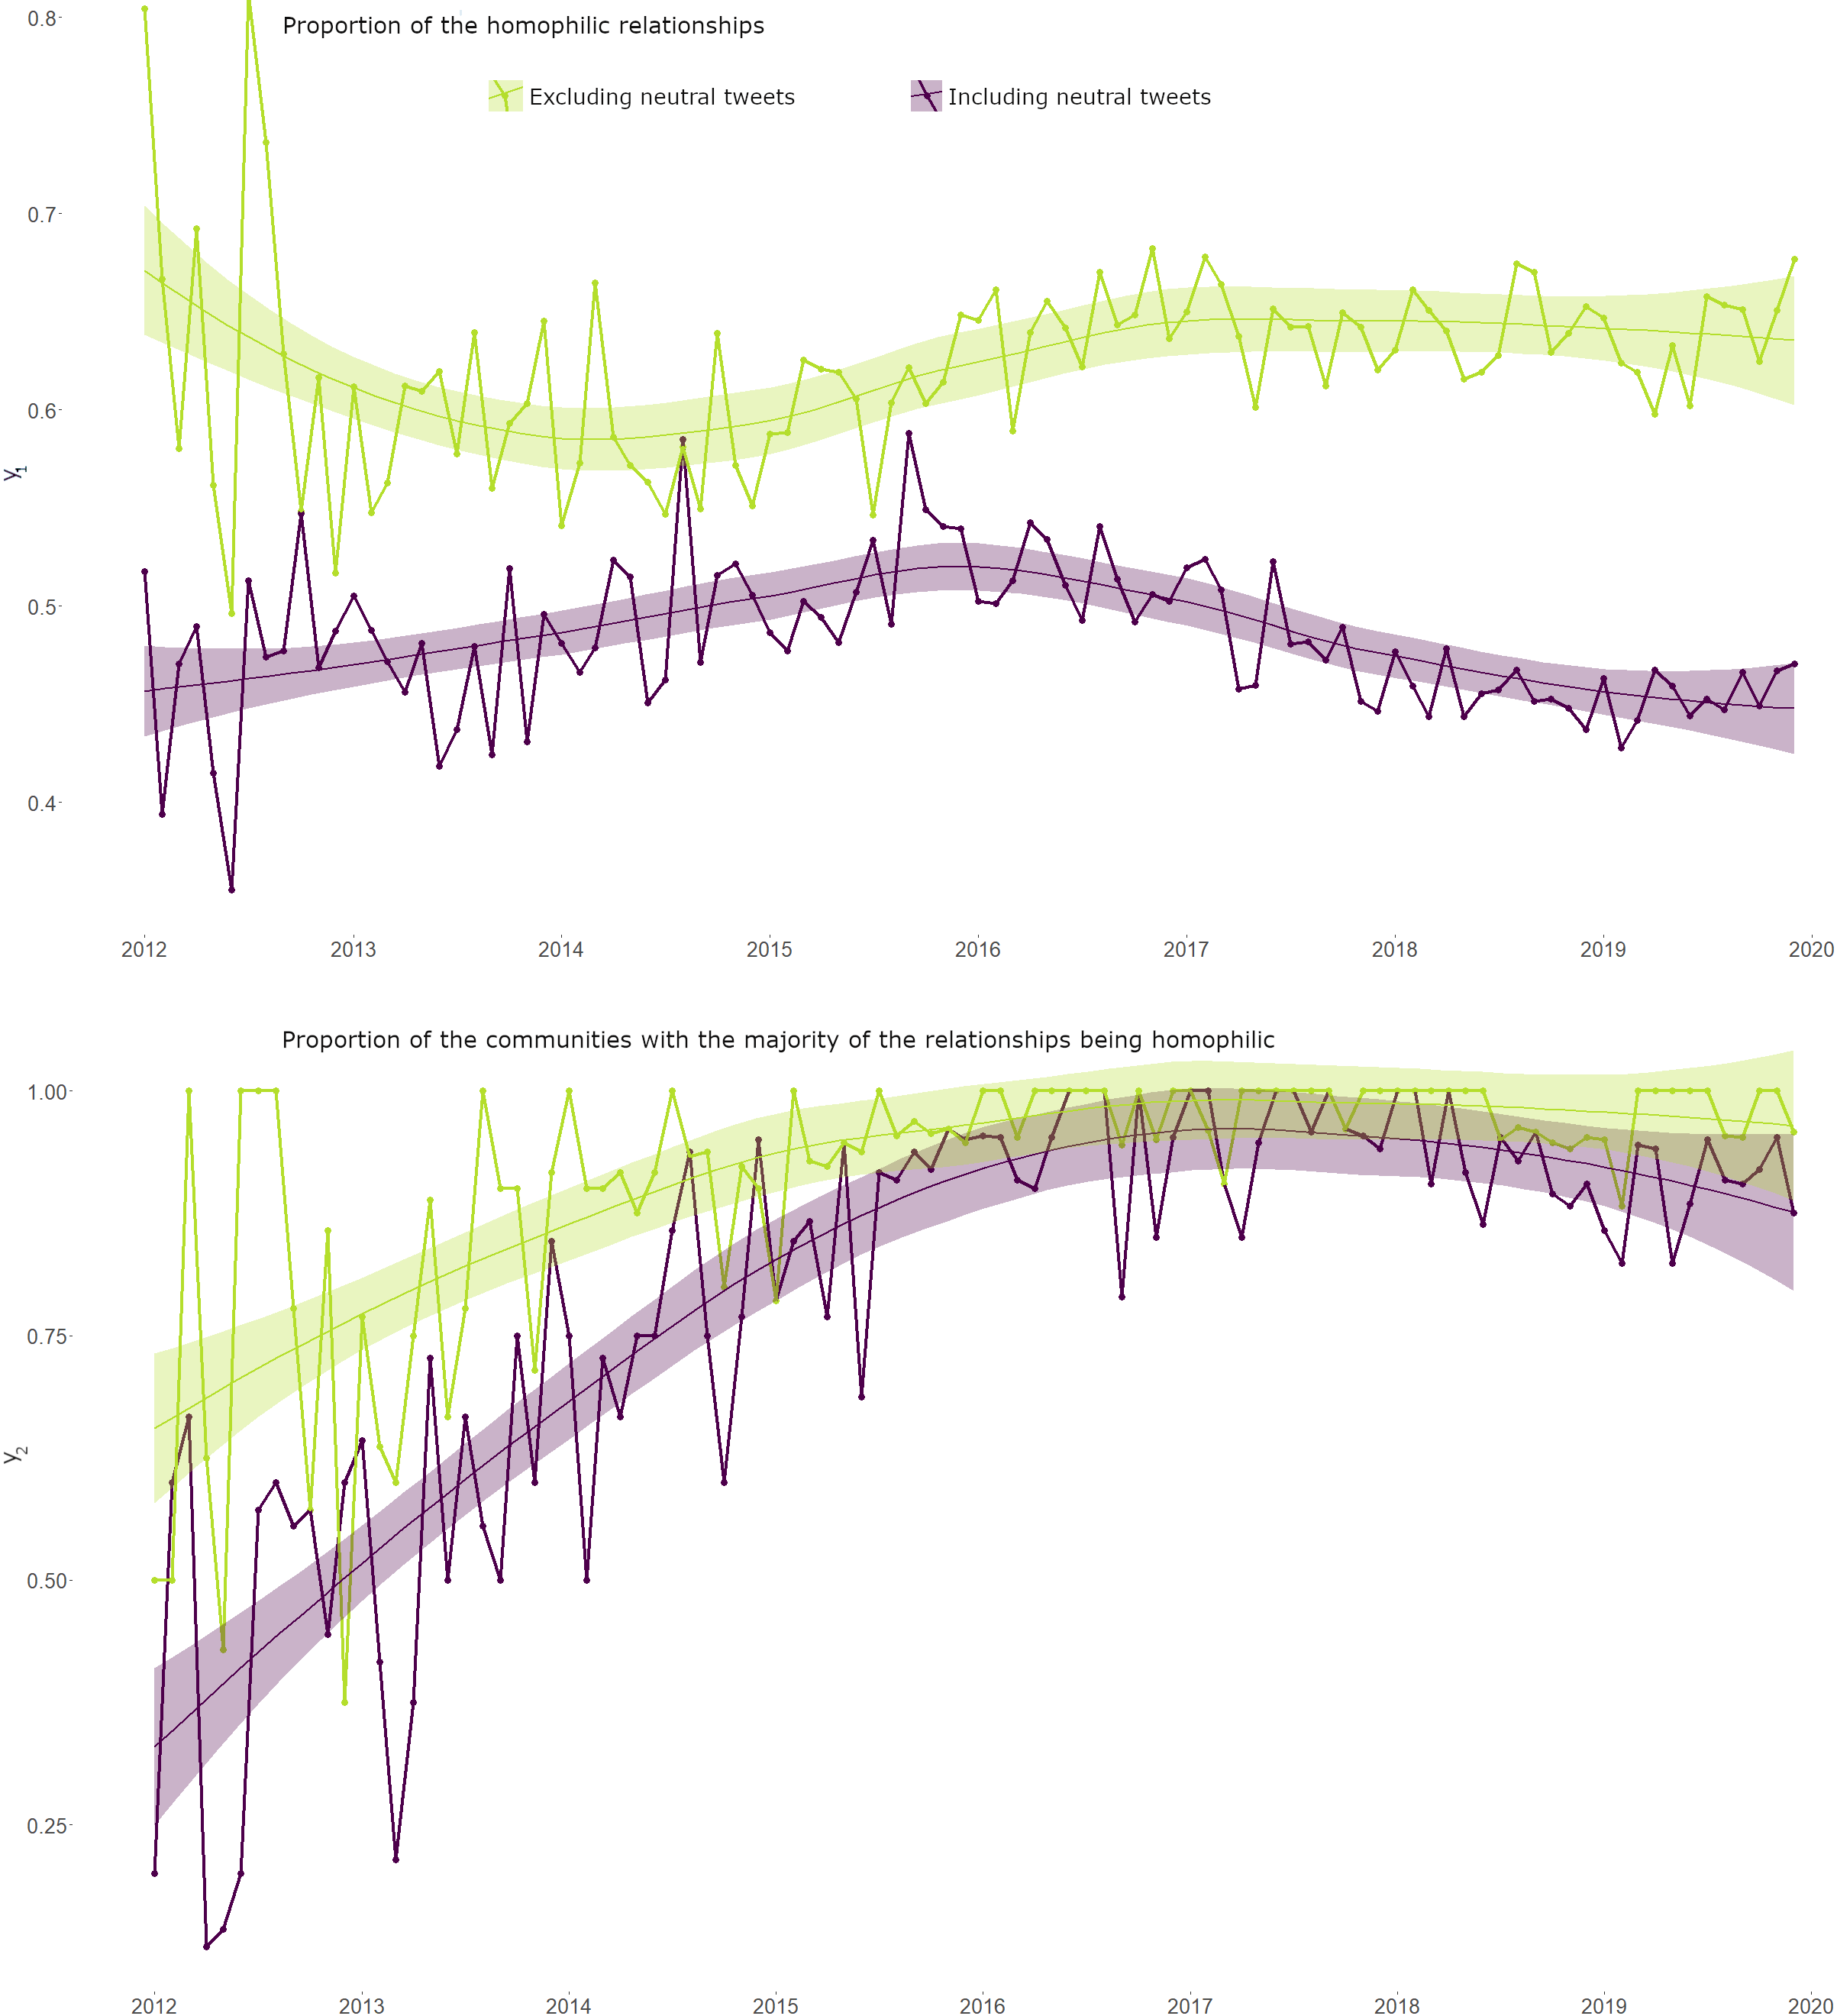 Proportion of the homophilic relationships
Excluding neutral tweets
Including neutral tweets
0.8
0.7
0.6
0.5
0.4
y₁
2012 2013 2014 2015 2016 2017 2018 2019 2020
Proportion of the communities with the majority of the relationships being homophilic
1.00
0.75
0.50
0.25
y₂
2012 2013 2014 2015 2016 2017 2018 2019 2020